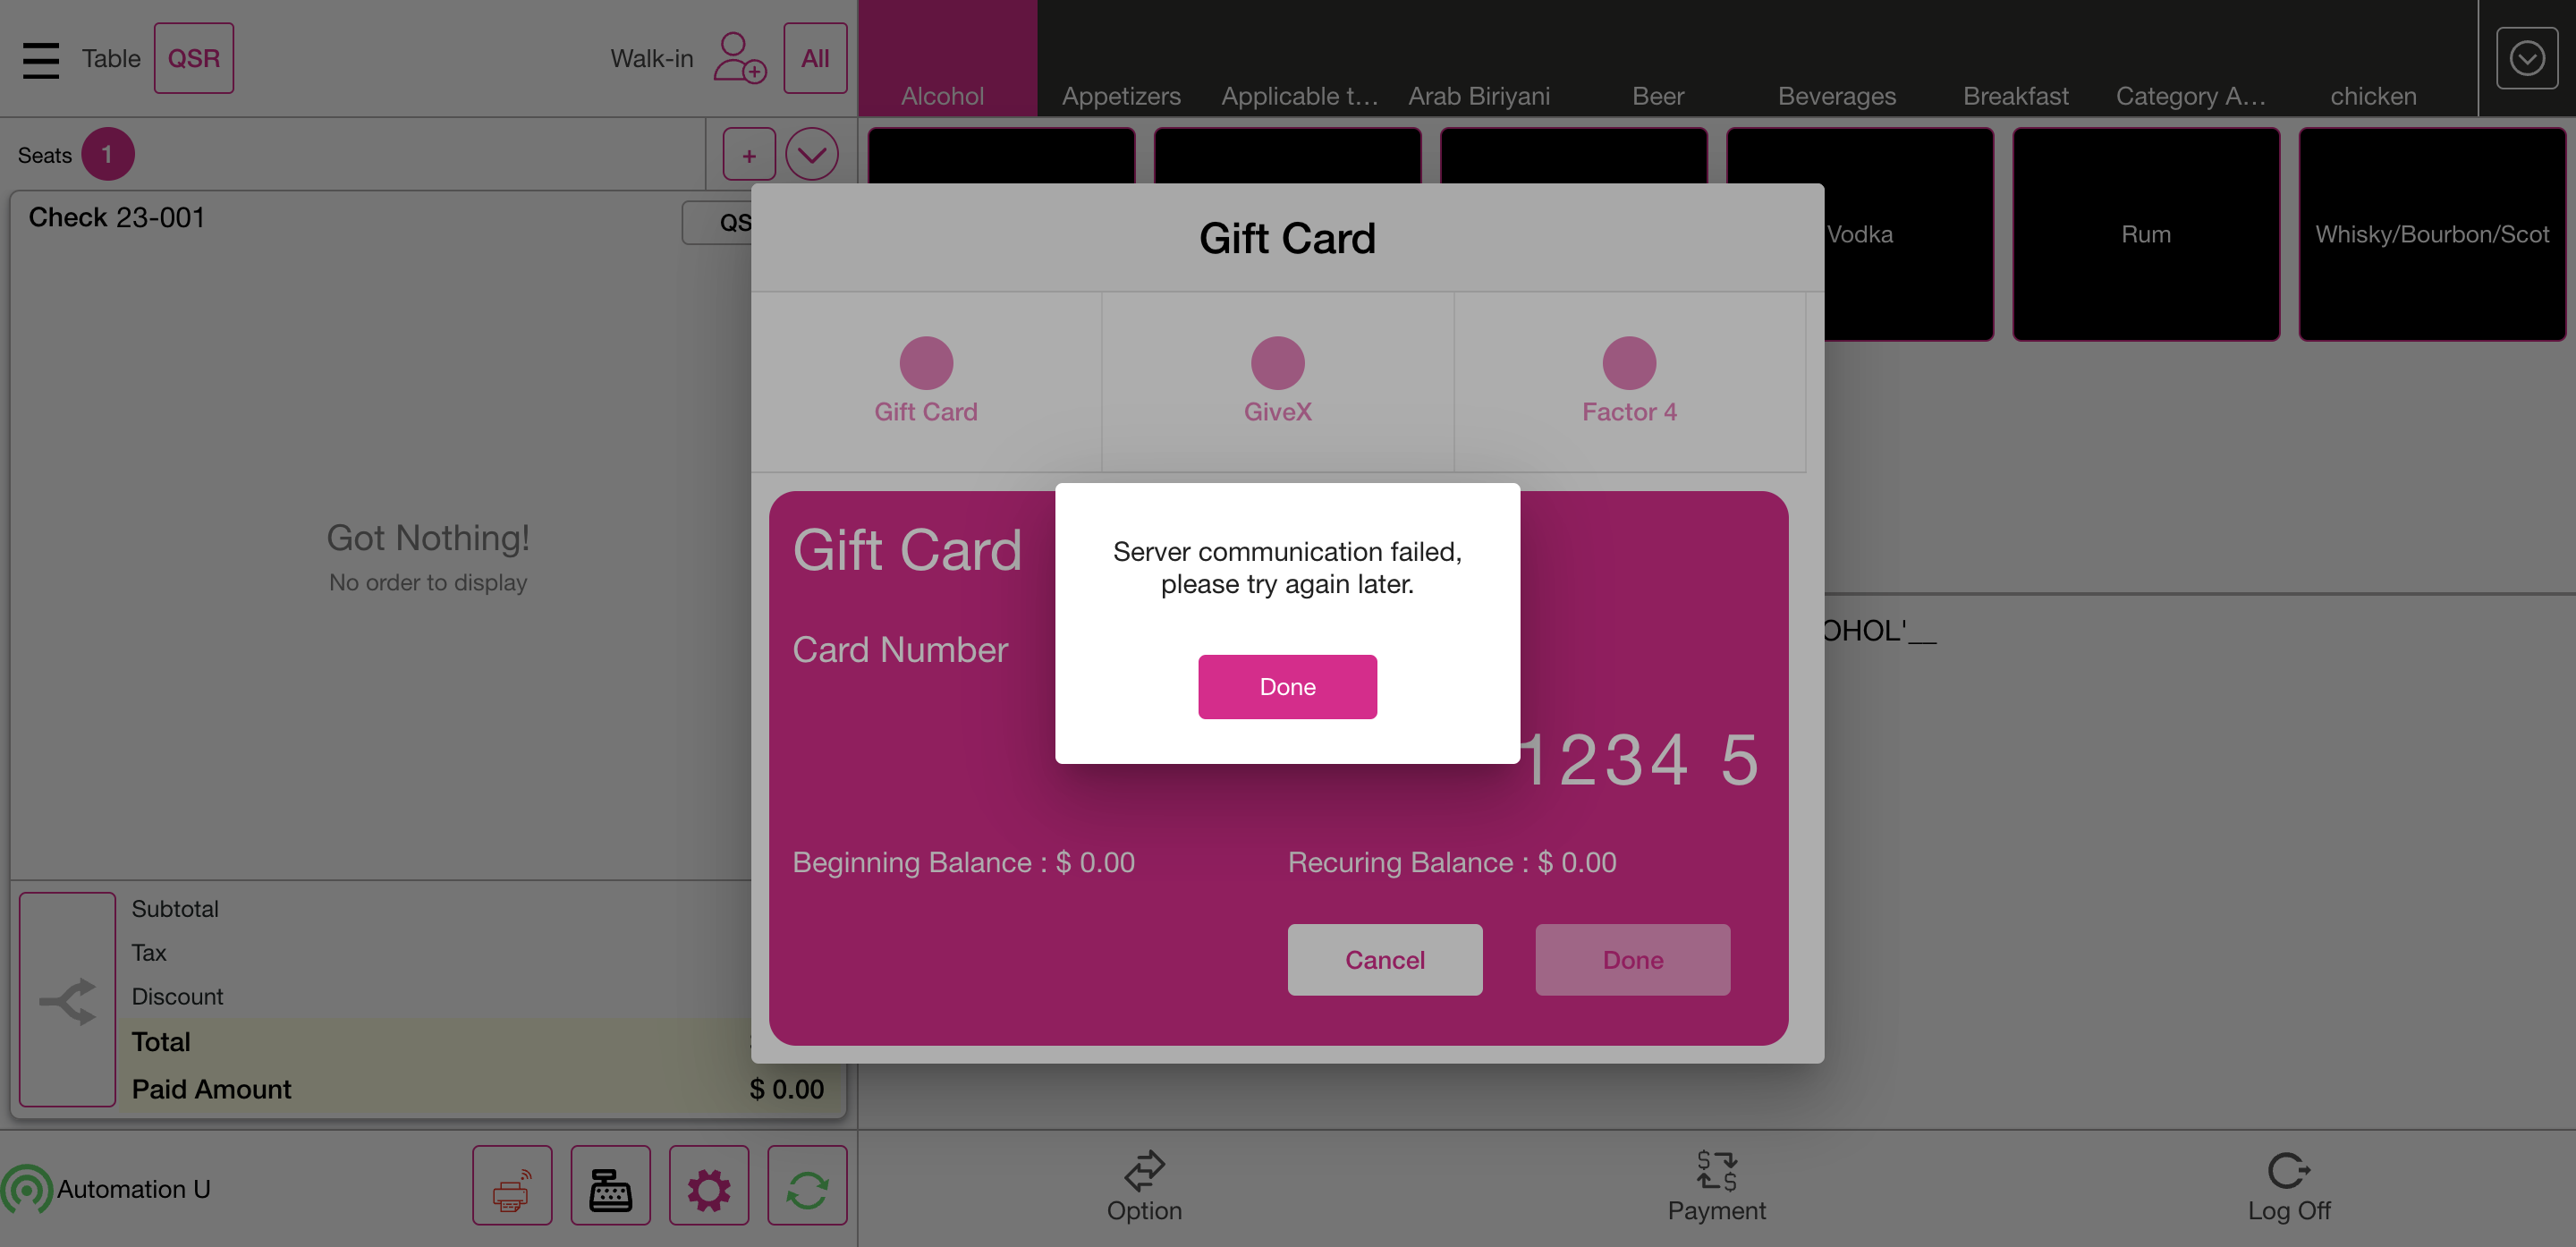 Table QSR
Walk-in All
Alcohol
Appetizers
Applicable t...
Arab Biriyani
Beer
Beverages
Breakfast
Category A...
chicken
Seats 1
+
Check 23-001
QS
Got Nothing!
No order to display
Subtotal
Tax
Discount
Total
Paid Amount $ 0.00
Automation U
Gift Card
Gift Card
GiveX
Factor 4
Gift Card
Card Number
1234 5
Beginning Balance : $ 0.00
Recuring Balance : $ 0.00
Cancel
Done
Server communication failed,
please try again later.
Done
Vodka
Rum
Whisky/Bourbon/Scot
OHOL'__
Option
Payment
Log Off